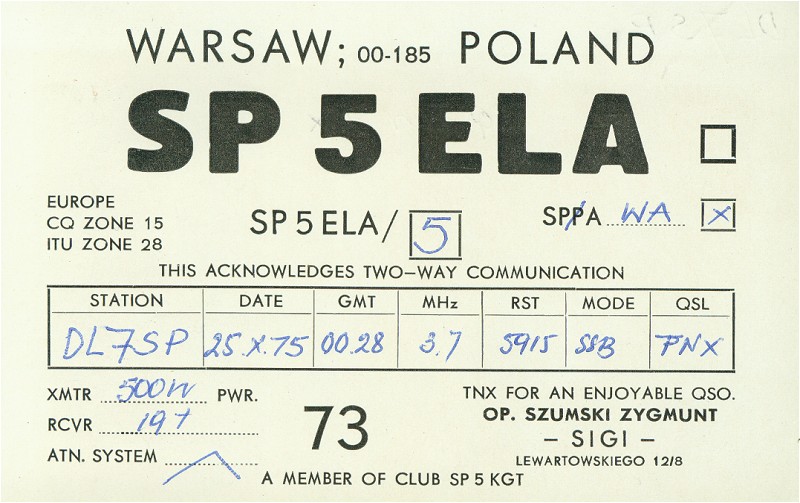 WARSAW; 00-185 POLAND
SP 5 ELA
EUROPE
CQ ZONE 15
ITU ZONE 28
SP 5 ELA/ 5
SPPA WA X
THIS ACKNOWLEDGES TWO-WAY COMMUNICATION
STATION DATE GMT MHz RST MODE QSL
DL7SP 25.X.75 00.28 3.7 5915 SSB PNX
XMTR 500W PWR.
RCVR 19t
ATN. SYSTEM
73
TNX FOR AN ENJOYABLE QSO.
OP. SZUMSKI ZYGMUNT
– SIGI –
LEWARTOWSKIEGO 12/8
A MEMBER OF CLUB SP 5 KGT